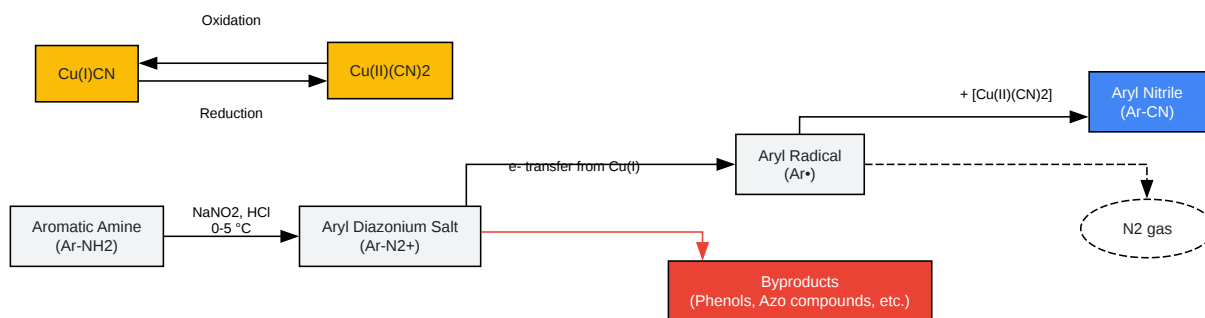 Oxidation
Cu(I)CN
Cu(II)(CN)2
Reduction
+ [Cu(II)(CN)2]
Aryl Nitrile
(Ar-CN)
Aryl Radical
(Ar•)
e- transfer from Cu(I)
NaNO2, HCl
0-5 °C
Aromatic Amine
(Ar-NH2)
Aryl Diazonium Salt
(Ar-N2+)
N2 gas
Byproducts
(Phenols, Azo compounds, etc.)